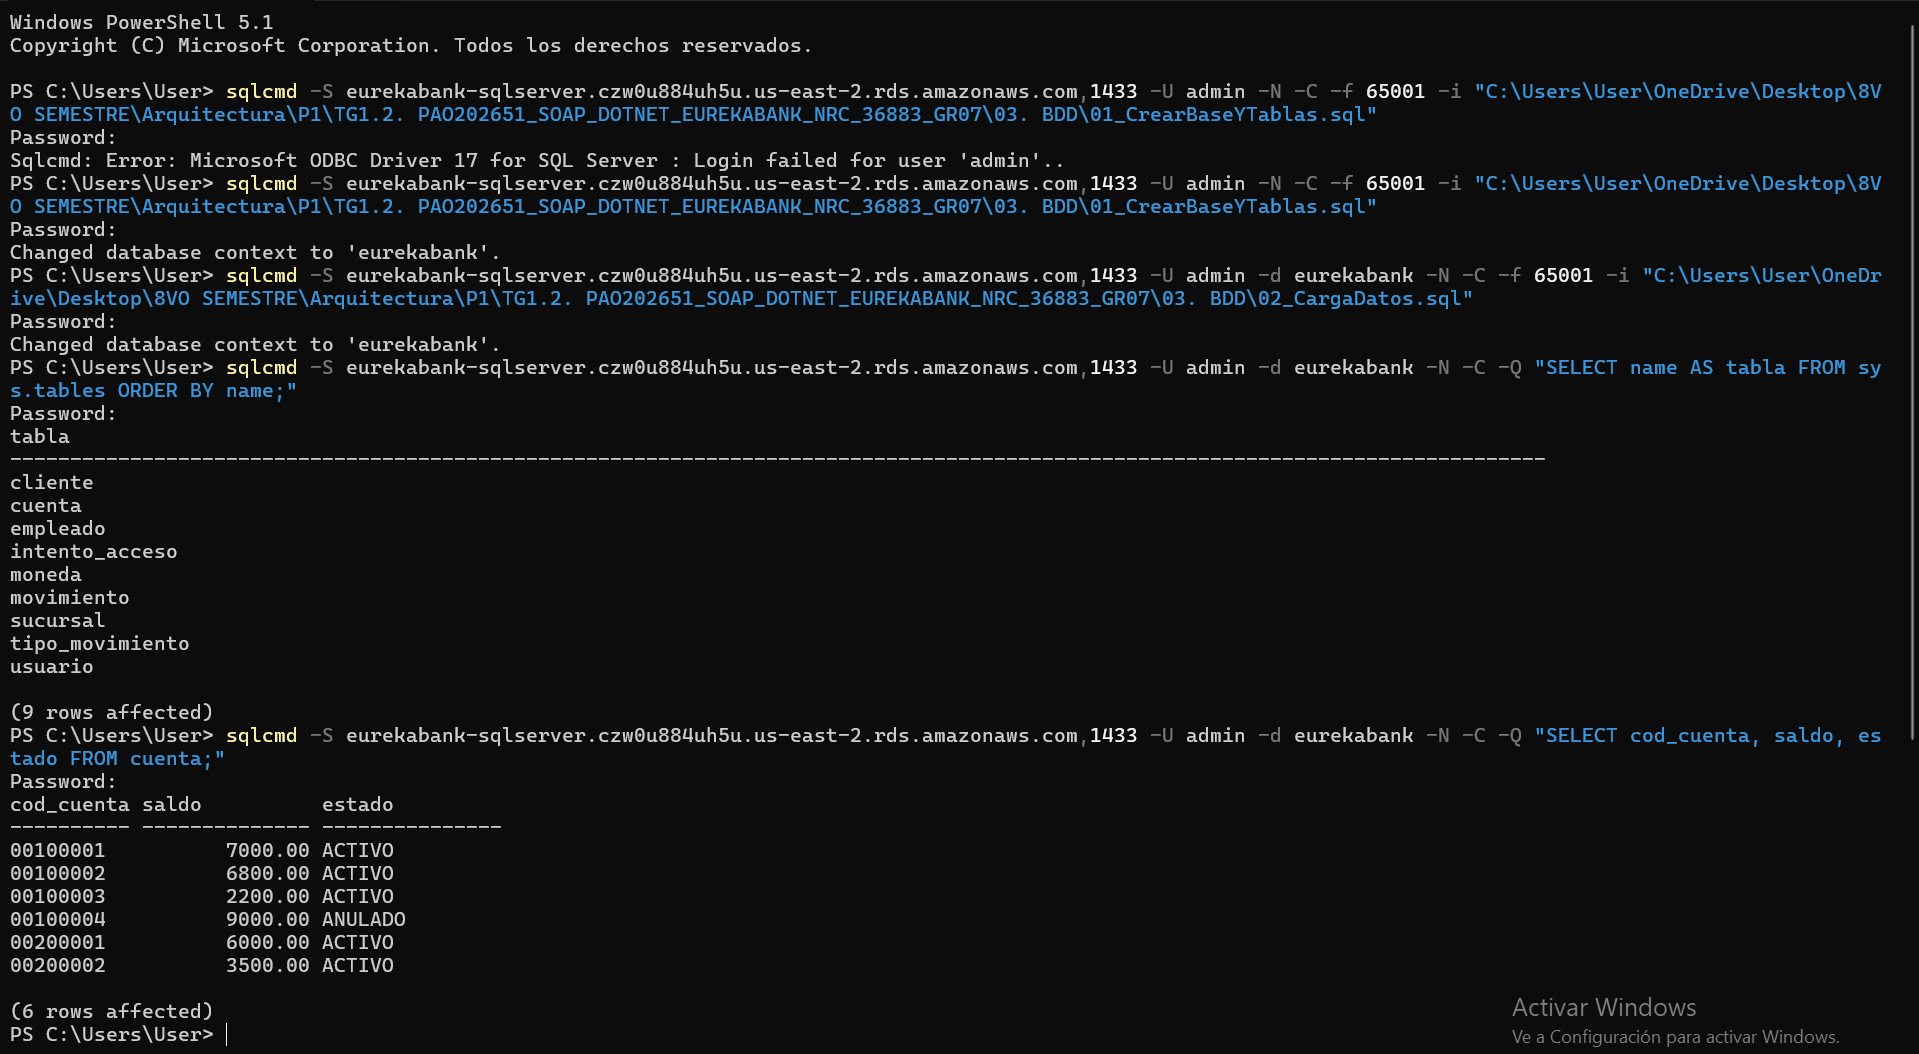 Windows PowerShell 5.1
Copyright (C) Microsoft Corporation. Todos los derechos reservados.
PS C:\Users\User> sqlcmd -S eurekabank-sqlserver.czw0u884uh5u.us-east-2.rds.amazonaws.com,1433 -U admin -N -C -f 65001 -i "C:\Users\User\OneDrive\Desktop\8V
O SEMESTRE\Arquitectura\P1\TG1.2. PAO202651_SOAP_DOTNET_EUREKABANK_NRC_36883_GR07\03. BDD\01_CrearBaseYTablas.sql"
Password:
Sqlcmd: Error: Microsoft ODBC Driver 17 for SQL Server : Login failed for user 'admin'..
PS C:\Users\User> sqlcmd -S eurekabank-sqlserver.czw0u884uh5u.us-east-2.rds.amazonaws.com,1433 -U admin -N -C -f 65001 -i "C:\Users\User\OneDrive\Desktop\8V
O SEMESTRE\Arquitectura\P1\TG1.2. PAO202651_SOAP_DOTNET_EUREKABANK_NRC_36883_GR07\03. BDD\01_CrearBaseYTablas.sql"
Password:
Changed database context to 'eurekabank'.
PS C:\Users\User> sqlcmd -S eurekabank-sqlserver.czw0u884uh5u.us-east-2.rds.amazonaws.com,1433 -U admin -d eurekabank -N -C -f 65001 -i "C:\Users\User\OneDr
ive\Desktop\8VO SEMESTRE\Arquitectura\P1\TG1.2. PAO202651_SOAP_DOTNET_EUREKABANK_NRC_36883_GR07\03. BDD\02_CargaDatos.sql"
Password:
Changed database context to 'eurekabank'.
PS C:\Users\User> sqlcmd -S eurekabank-sqlserver.czw0u884uh5u.us-east-2.rds.amazonaws.com,1433 -U admin -d eurekabank -N -C -Q "SELECT name AS tabla FROM sy
s.tables ORDER BY name;"
Password:
tabla
--------------------------------------------------------------------------------------------------------------------------------
cliente
cuenta
empleado
intento_acceso
moneda
movimiento
sucursal
tipo_movimiento
usuario
(9 rows affected)
PS C:\Users\User> sqlcmd -S eurekabank-sqlserver.czw0u884uh5u.us-east-2.rds.amazonaws.com,1433 -U admin -d eurekabank -N -C -Q "SELECT cod_cuenta, saldo, es
tado FROM cuenta;"
Password:
cod_cuenta saldo          estado
---------- -------------- ---------------
00100001          7000.00 ACTIVO
00100002          6800.00 ACTIVO
00100003          2200.00 ACTIVO
00100004          9000.00 ANULADO
00200001          6000.00 ACTIVO
00200002          3500.00 ACTIVO
(6 rows affected)
PS C:\Users\User>
Activar Windows
Ve a Configuración para activar Windows.